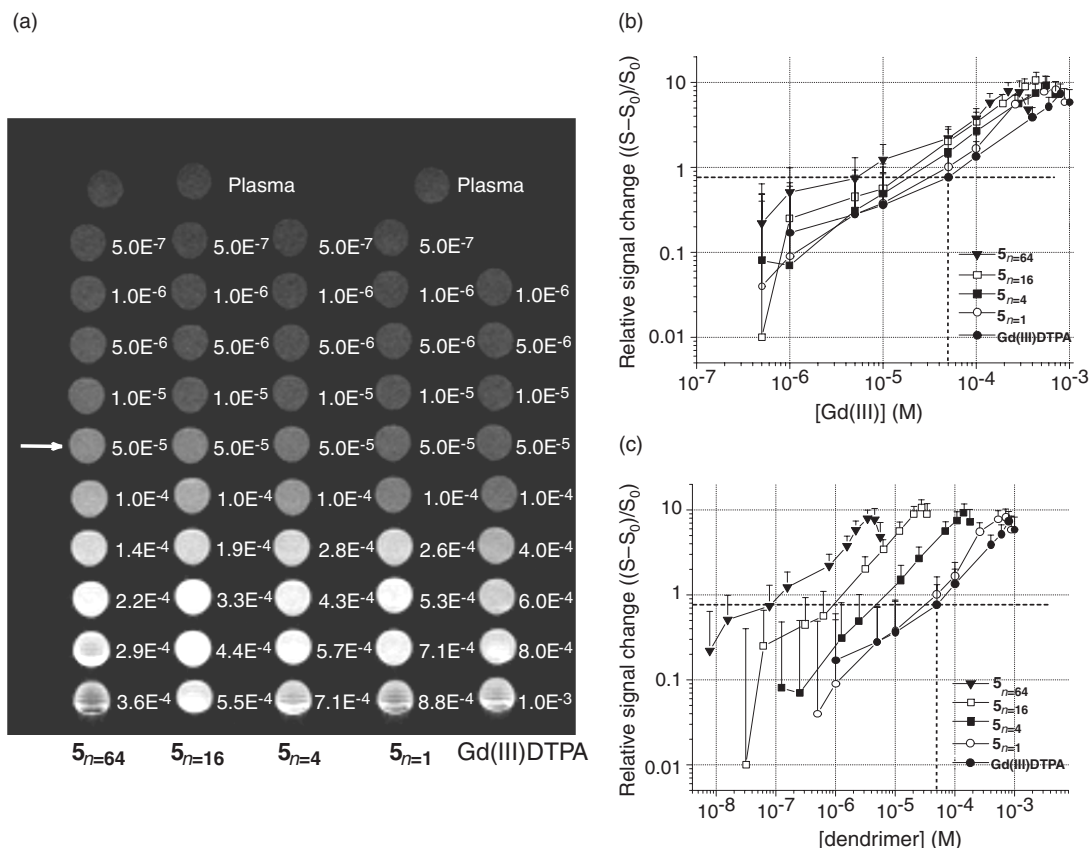 (a)
Plasma Plasma
5.0E-7 5.0E-7 5.0E-7 5.0E-7
1.0E-6 1.0E-6 1.0E-6 1.0E-6 1.0E-6
5.0E-6 5.0E-6 5.0E-6 5.0E-6 5.0E-6
1.0E-5 1.0E-5 1.0E-5 1.0E-5 1.0E-5
5.0E-5 5.0E-5 5.0E-5 5.0E-5 5.0E-5
1.0E-4 1.0E-4 1.0E-4 1.0E-4 1.0E-4
1.4E-4 1.9E-4 2.8E-4 2.6E-4 4.0E-4
2.2E-4 3.3E-4 4.3E-4 5.3E-4 6.0E-4
2.9E-4 4.4E-4 5.7E-4 7.1E-4 8.0E-4
3.6E-4 5.5E-4 7.1E-4 8.8E-4 1.0E-3
5n=64 5n=16 5n=4 5n=1 Gd(III)DTPA
(b)
Relative signal change ((S−S0)/S0)
10
1
0.1
0.01
10-7 10-6 10-5 10-4 10-3
[Gd(III)] (M)
5n=64
5n=16
5n=4
5n=1
Gd(III)DTPA
(c)
Relative signal change ((S−S0)/S0)
10
1
0.1
0.01
10-8 10-7 10-6 10-5 10-4 10-3
[dendrimer] (M)
5n=64
5n=16
5n=4
5n=1
Gd(III)DTPA